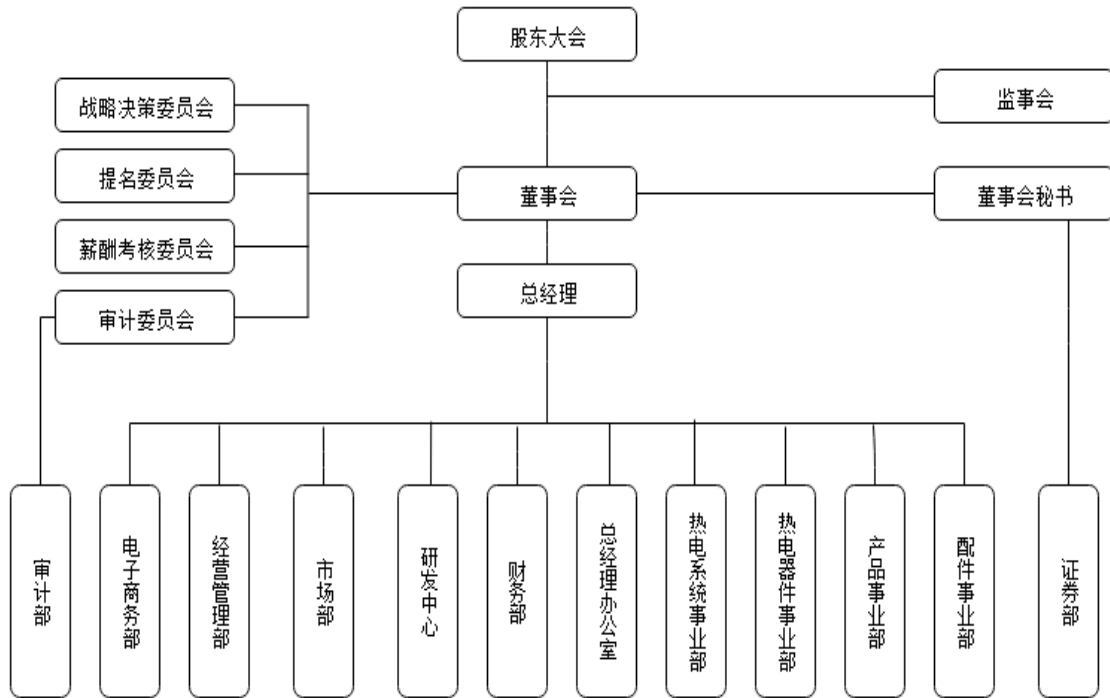 股东大会
战略决策委员会
监事会
提名委员会
董事会
董事会秘书
薪酬考核委员会
总经理
审计委员会
审计部
电子商务部
经营管理部
市场部
研发中心
财务部
总经理办公室
热电系统事业部
热电器件事业部
产品事业部
配件事业部
证券部